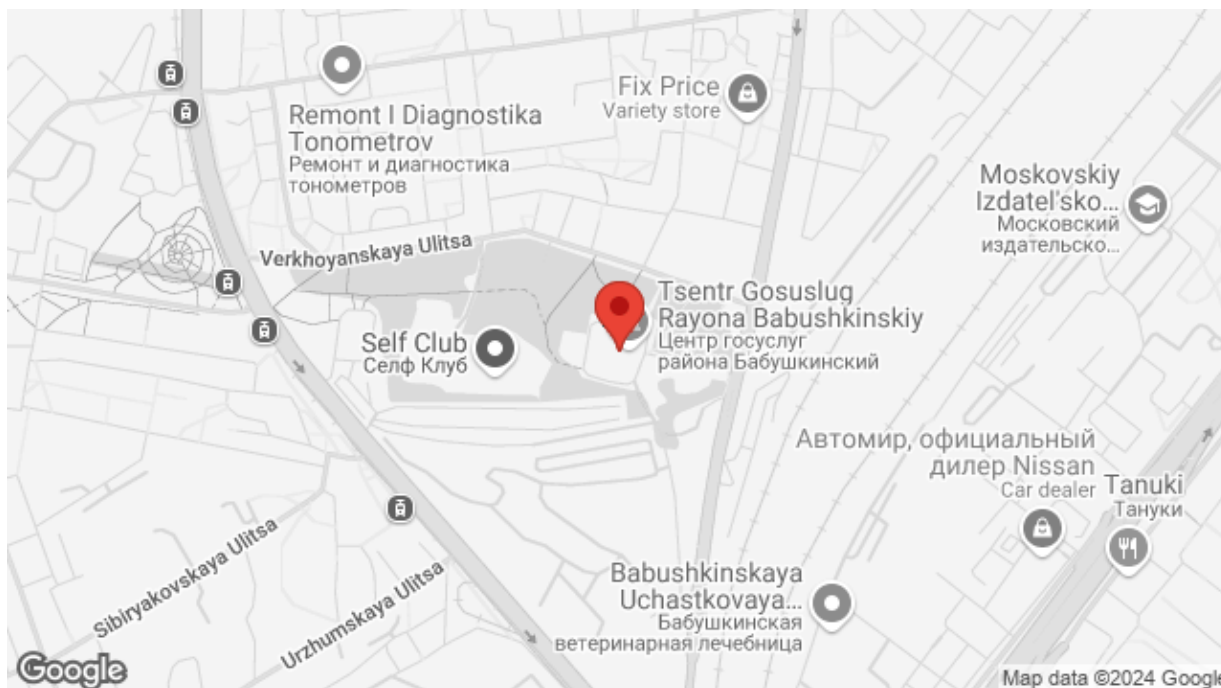 Remont I Diagnostika
Tonometrov
Ремонт и диагностика
тонометров
Fix Price
Variety store
Moskovskiy
Izdatel'sko...
Московский
издательско...
Verkhoyanskaya Ulitsa
Tsentr Gosuslug
Rayona Babushkinskiy
Центр госуслуг
района Бабушкинский
Self Club
Селф Клуб
Автомир, официальный
дилер Nissan
Car dealer
Tanuki
Тануки
Sibiryakovskaya Ulitsa
Urzhumskaya Ulitsa
Babushkinskaya
Uchastkovaya...
Бабушкинская
ветеринарная лечебница
Google
Map data ©2024 Google